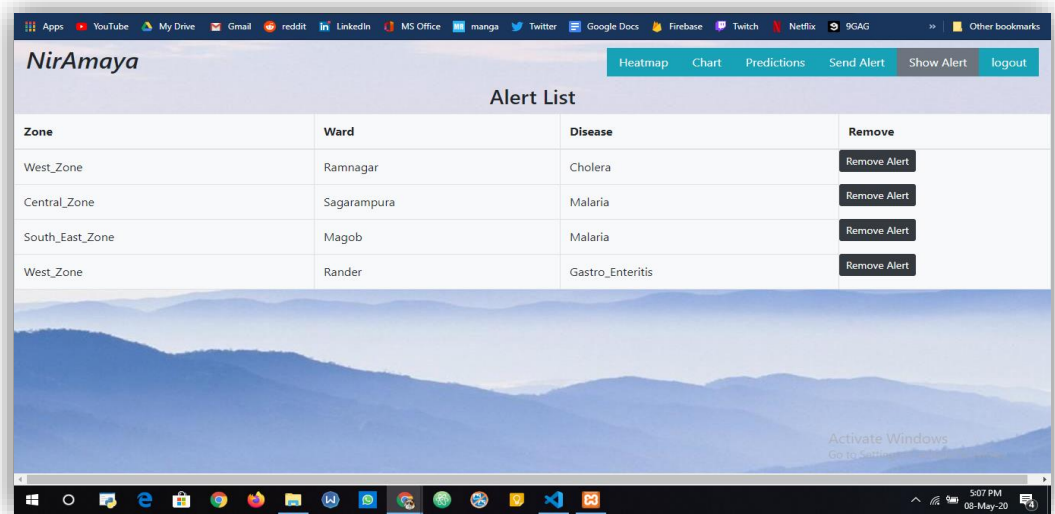 Apps YouTube My Drive Gmail reddit LinkedIn MS Office manga Twitter Google Docs Firebase Twitch Netflix 9GAG » Other bookmarks
NirAmaya
Heatmap Chart Predictions Send Alert Show Alert logout
Alert List
Zone Ward Disease Remove
West_Zone Ramnagar Cholera Remove Alert
Central_Zone Sagarampura Malaria Remove Alert
South_East_Zone Magob Malaria Remove Alert
West_Zone Rander Gastro_Enteritis Remove Alert
Activate Windows
Go to
5:07 PM
08-May-20